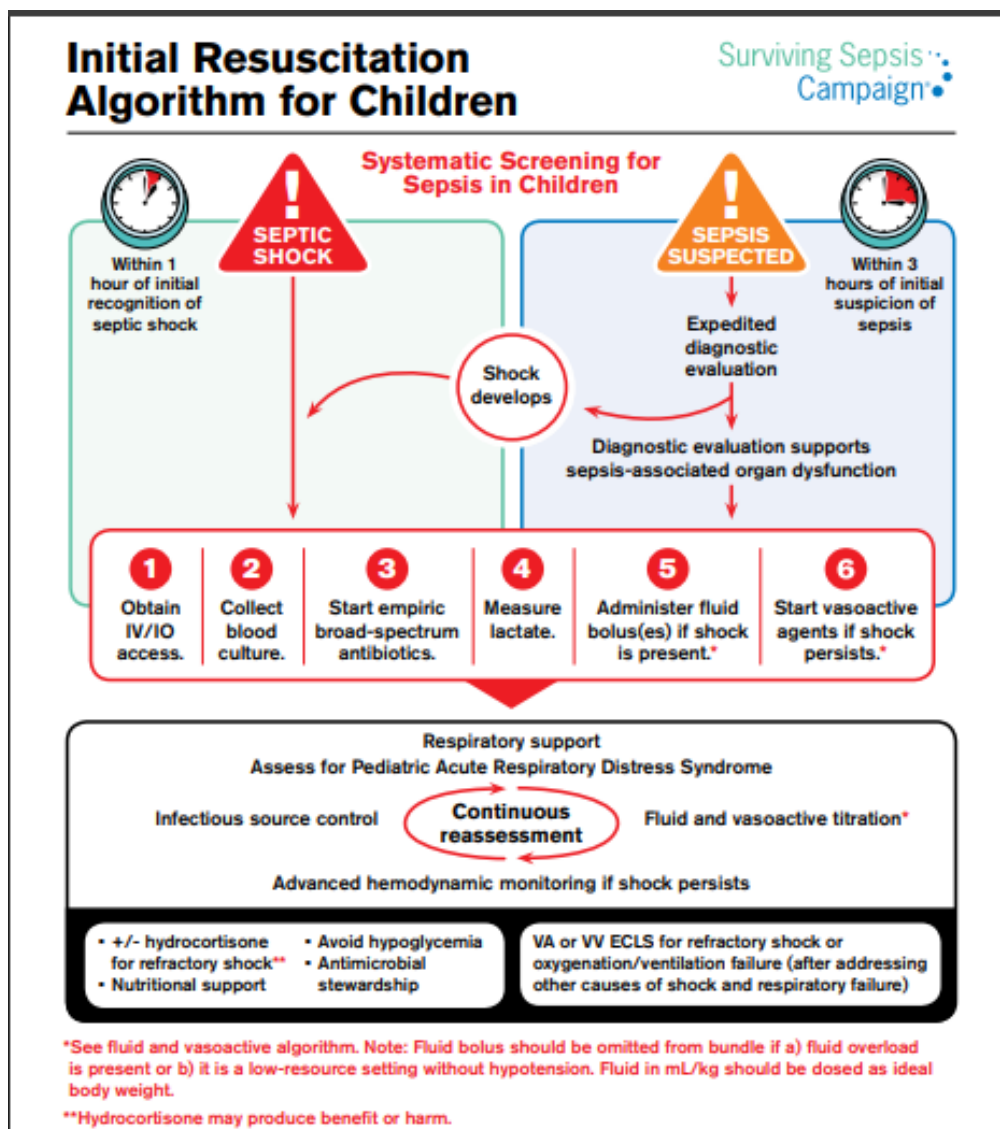 Initial Resuscitation
Algorithm for Children
Surviving Sepsis
Campaign®
Systematic Screening for
Sepsis in Children
!
SEPTIC
SHOCK
!
SEPSIS
SUSPECTED
Within 1
hour of initial
recognition of
septic shock
Within 3
hours of initial
suspicion of
sepsis
Expedited
diagnostic
evaluation
Shock
develops
Diagnostic evaluation supports
sepsis-associated organ dysfunction
1
Obtain
IV/IO
access.
2
Collect
blood
culture.
3
Start empiric
broad-spectrum
antibiotics.
4
Measure
lactate.
5
Administer fluid
bolus(es) if shock
is present.*
6
Start vasoactive
agents if shock
persists.*
Respiratory support
Assess for Pediatric Acute Respiratory Distress Syndrome
Infectious source control
Continuous
reassessment
Fluid and vasoactive titration*
Advanced hemodynamic monitoring if shock persists
▪ +/- hydrocortisone
for refractory shock**
▪ Nutritional support
▪ Avoid hypoglycemia
▪ Antimicrobial
stewardship
VA or VV ECLS for refractory shock or
oxygenation/ventilation failure (after addressing
other causes of shock and respiratory failure)
*See fluid and vasoactive algorithm. Note: Fluid bolus should be omitted from bundle if a) fluid overload
is present or b) it is a low-resource setting without hypotension. Fluid in mL/kg should be dosed as ideal
body weight.
**Hydrocortisone may produce benefit or harm.